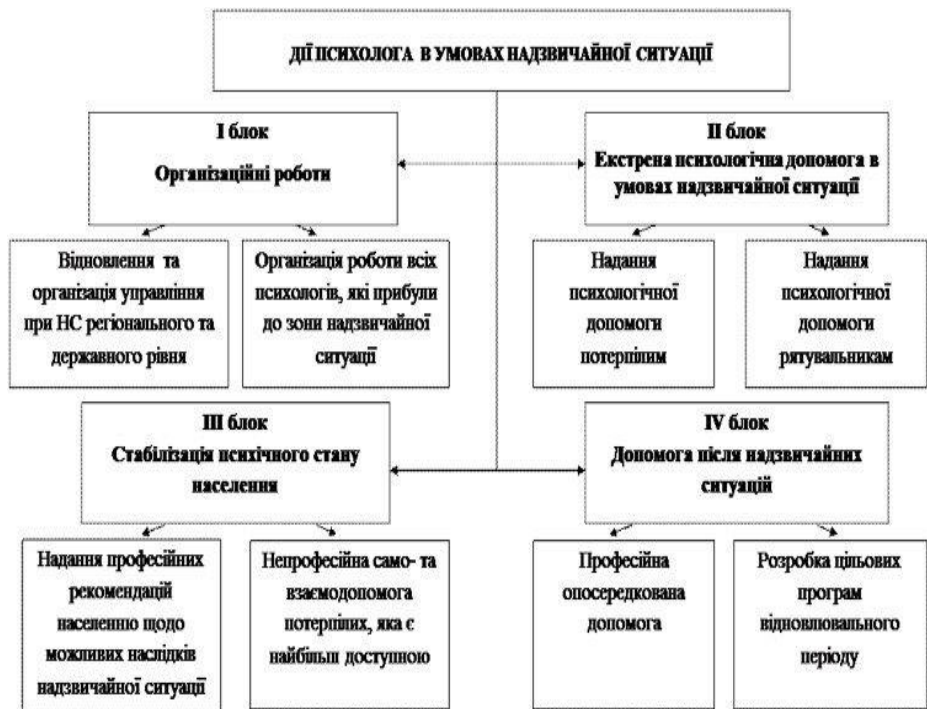 ДІЇ ПСИХОЛОГА В УМОВАХ НАДЗВИЧАЙНОЇ СИТУАЦІЇ
І блок
Організаційні роботи
ІІ блок
Екстрена психологічна допомога в
умовах надзвичайної ситуації
Відновлення та
організація управління
при НС регіонального та
державного рівня
Організація роботи всіх
психологів, які прибули
до зони надзвичайної
ситуації
Надання
психологічної
допомоги
потерпілим
Надання
психологічної
допомоги
рятувальникам
ІІІ блок
Стабілізація психічного стану
населення
IV блок
Допомога після надзвичайних
ситуацій
Надання професійних
рекомендацій
населенню щодо
можливих наслідків
надзвичайної ситуації
Непрофесійна само- та
взаємодопомога
потерпілих, яка є
найбільш доступною
Професійна
опосередкована
допомога
Розробка цільових
програм
відновлювального
періоду